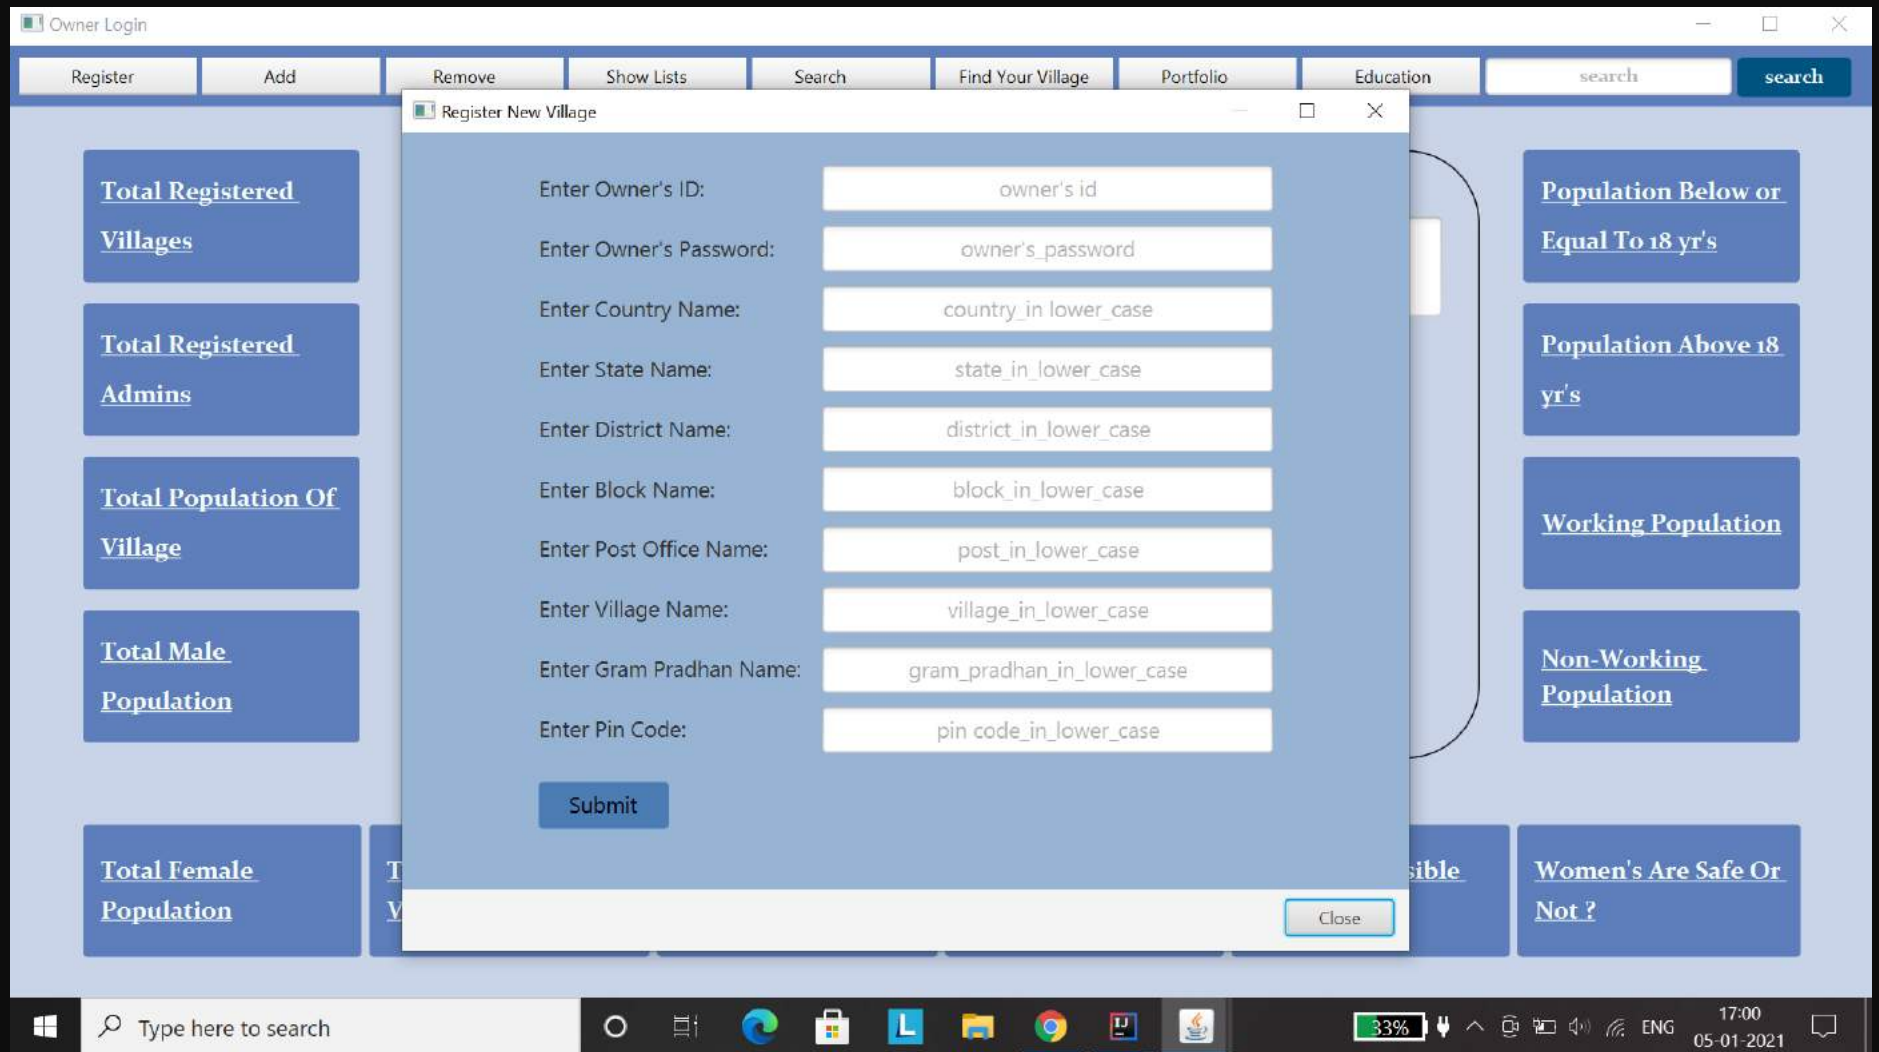 Owner Login
Register
Add
Remove
Show Lists
Search
Find Your Village
Portfolio
Education
search
search
Register New Village
Total Registered
Villages
Total Registered
Admins
Total Population Of
Village
Total Male
Population
Enter Owner's ID:
owner's id
Enter Owner's Password:
owner's_password
Enter Country Name:
country_in lower_case
Enter State Name:
state_in_lower_case
Enter District Name:
district_in_lower_case
Enter Block Name:
block_in_lower_case
Enter Post Office Name:
post_in_lower_case
Enter Village Name:
village_in_lower_case
Enter Gram Pradhan Name:
gram_pradhan_in_lower_case
Enter Pin Code:
pin code_in_lower_case
Submit
Close
Population Below or
Equal To 18 yr's
Population Above 18
yr's
Working Population
Non-Working
Population
Total Female
Population
T
V
sible
Women's Are Safe Or
Not ?
Type here to search
L
IJ
33%
ENG
17:00
05-01-2021